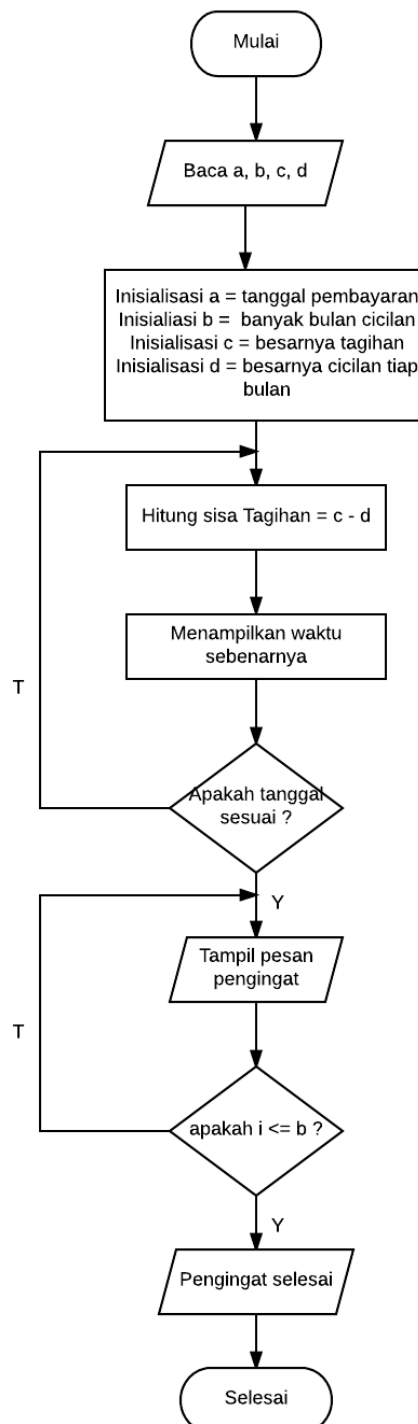 Mulai
Baca a, b, c, d
Inisialisasi a = tanggal pembayaran
Inisialiasi b = banyak bulan cicilan
Inisialisasi c = besarnya tagihan
Inisialisasi d = besarnya cicilan tiap
bulan
Hitung sisa Tagihan = c - d
Menampilkan waktu
sebenarnya
T
Apakah tanggal
sesuai ?
Y
Tampil pesan
pengingat
T
apakah i <= b ?
Y
Pengingat selesai
Selesai